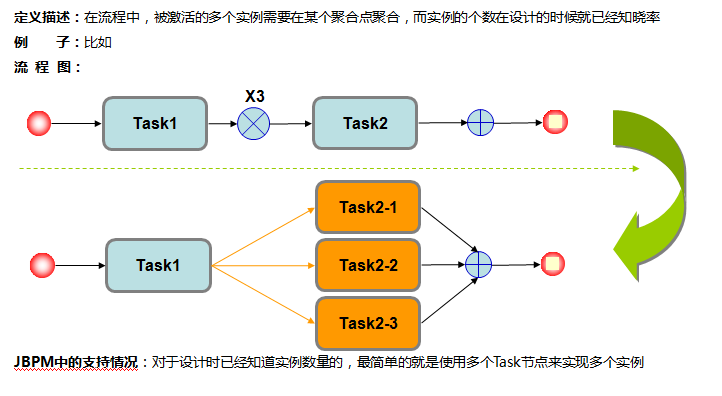 定义描述：在流程中，被激活的多个实例需要在某个聚合点聚合，而实例的个数在设计的时候就已经知晓率
例 子：比如
流 程 图：
X3
Task1
Task2
Task2-1
Task1
Task2-2
Task2-3
JBPM中的支持情况：对于设计时已经知道实例数量的，最简单的就是使用多个Task节点来实现多个实例